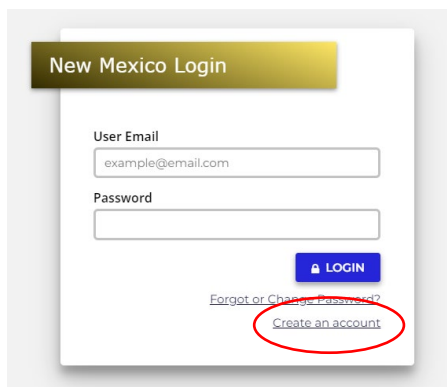 New Mexico Login
User Email
example@email.com
Password
LOGIN
Forgot or Change Password?
Create an account